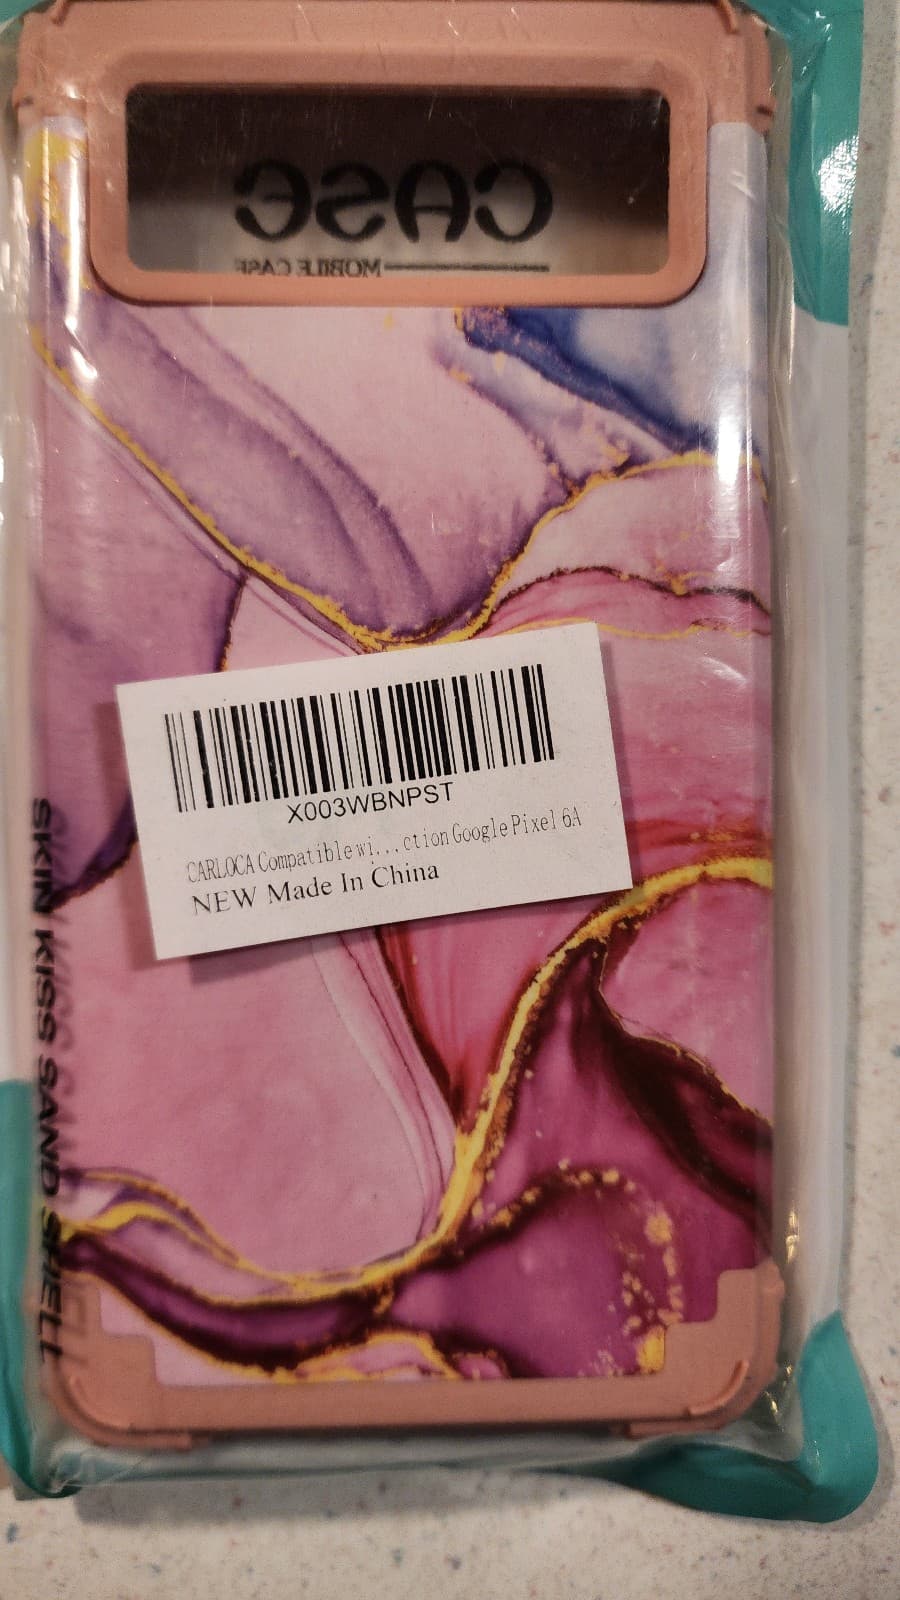 CASE
MOBILE CASE
X003WBNPST
CARLOCA Compatible wi...ction Google Pixel 6A
NEW Made In China
SKIN KISS SAND SHELL